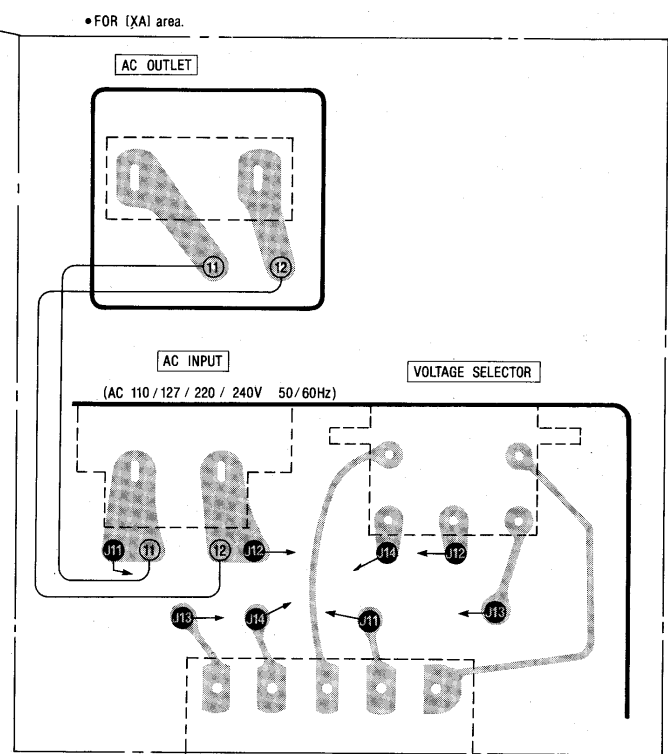 • FOR [XA] area.
AC OUTLET
11 12
AC INPUT
(AC 110/127/220/240V 50/60Hz)
VOLTAGE SELECTOR
J11 11 12 J12 J14 J12
J13 J14 J11 J13